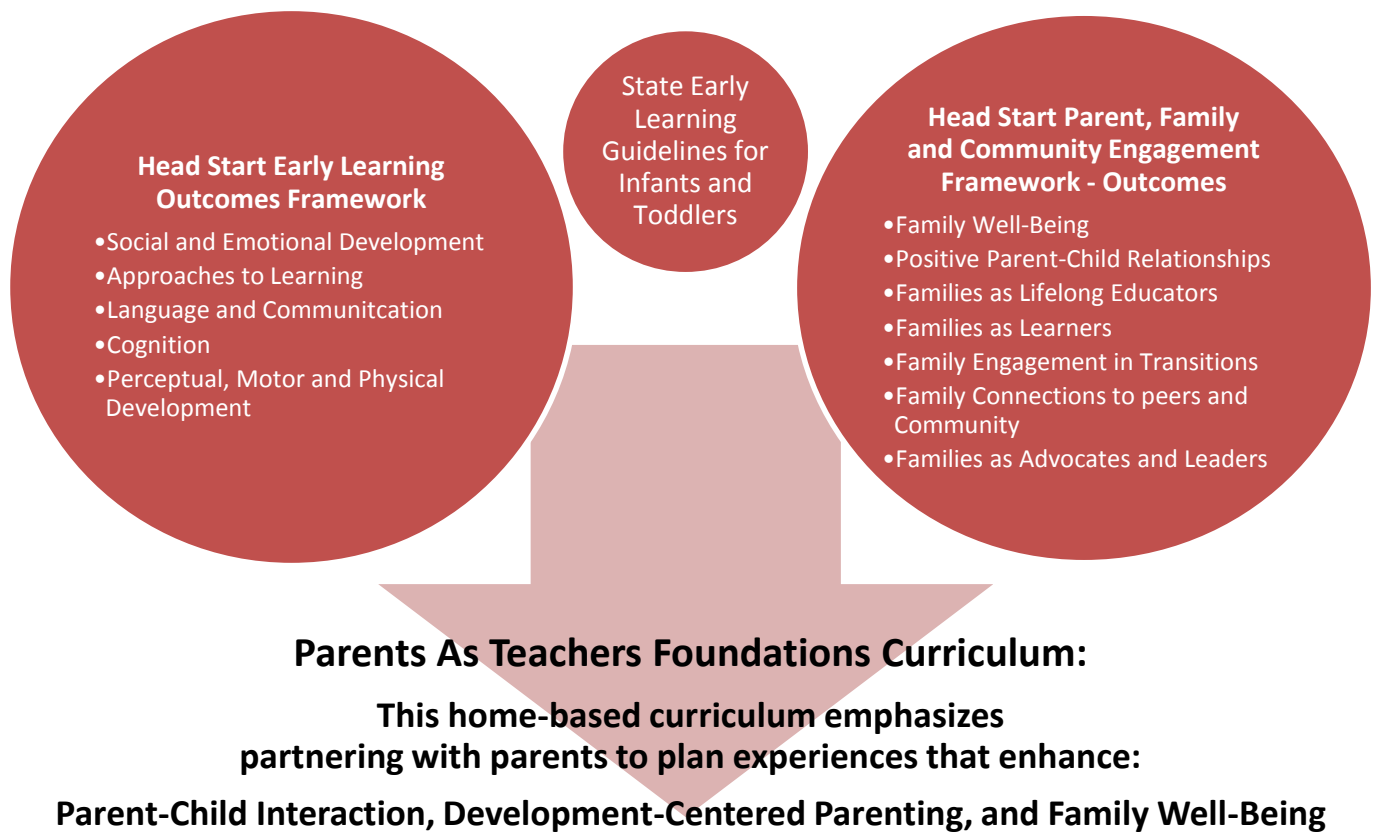 Head Start Early Learning
Outcomes Framework
•Social and Emotional Development
•Approaches to Learning
•Language and Communitcation
•Cognition
•Perceptual, Motor and Physical
Development
State Early
Learning
Guidelines for
Infants and
Toddlers
Head Start Parent, Family
and Community Engagement
Framework - Outcomes
•Family Well-Being
•Positive Parent-Child Relationships
•Families as Lifelong Educators
•Families as Learners
•Family Engagement in Transitions
•Family Connections to peers and
Community
•Families as Advocates and Leaders
Parents As Teachers Foundations Curriculum:
This home-based curriculum emphasizes
partnering with parents to plan experiences that enhance:
Parent-Child Interaction, Development-Centered Parenting, and Family Well-Being